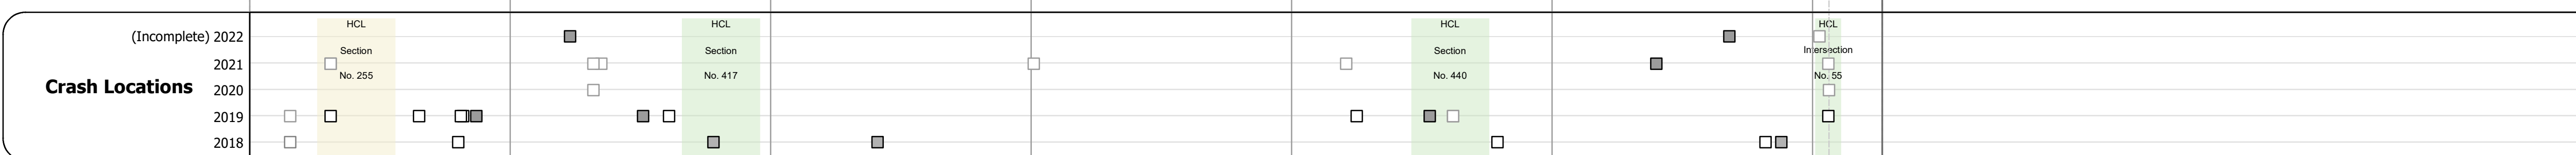 HCL HCL HCL HCL
(Incomplete) 2022
Section Section Section Intersection
2021
No. 255 No. 417 No. 440 No. 55
Crash Locations
2020
2019
2018